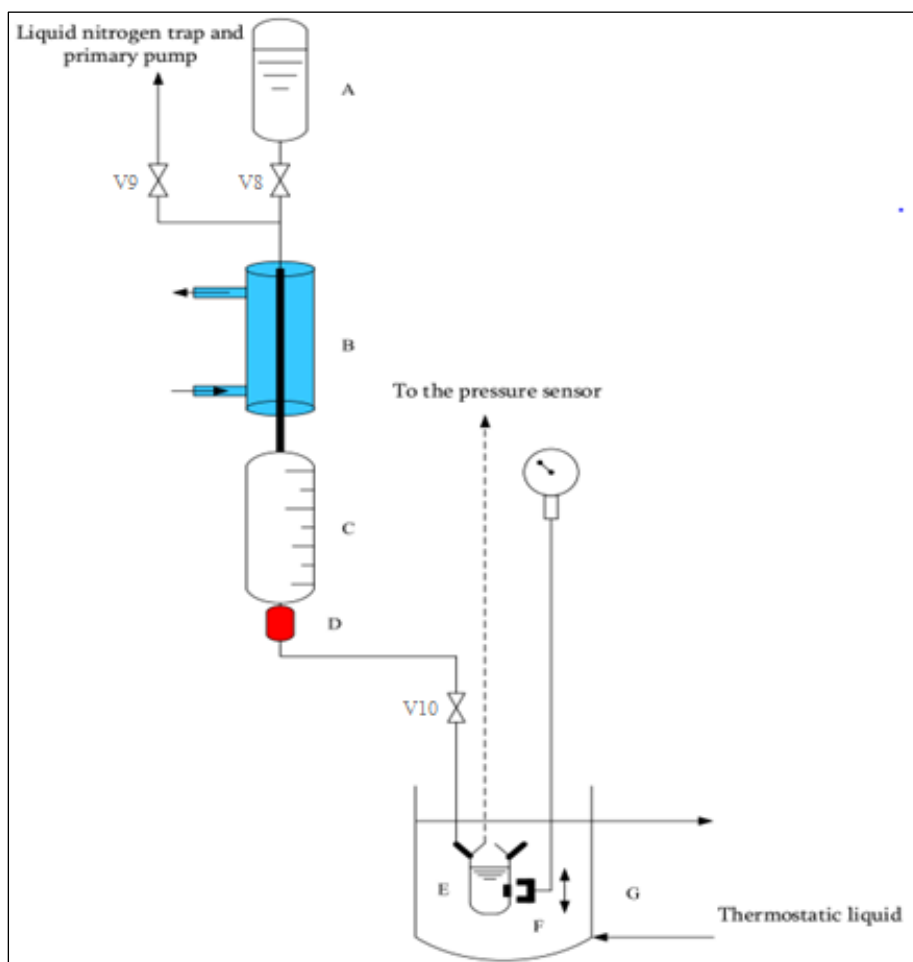 Liquid nitrogen trap and
primary pump
A
V9
V8
B
To the pressure sensor
C
D
V10
E
F
G
Thermostatic liquid